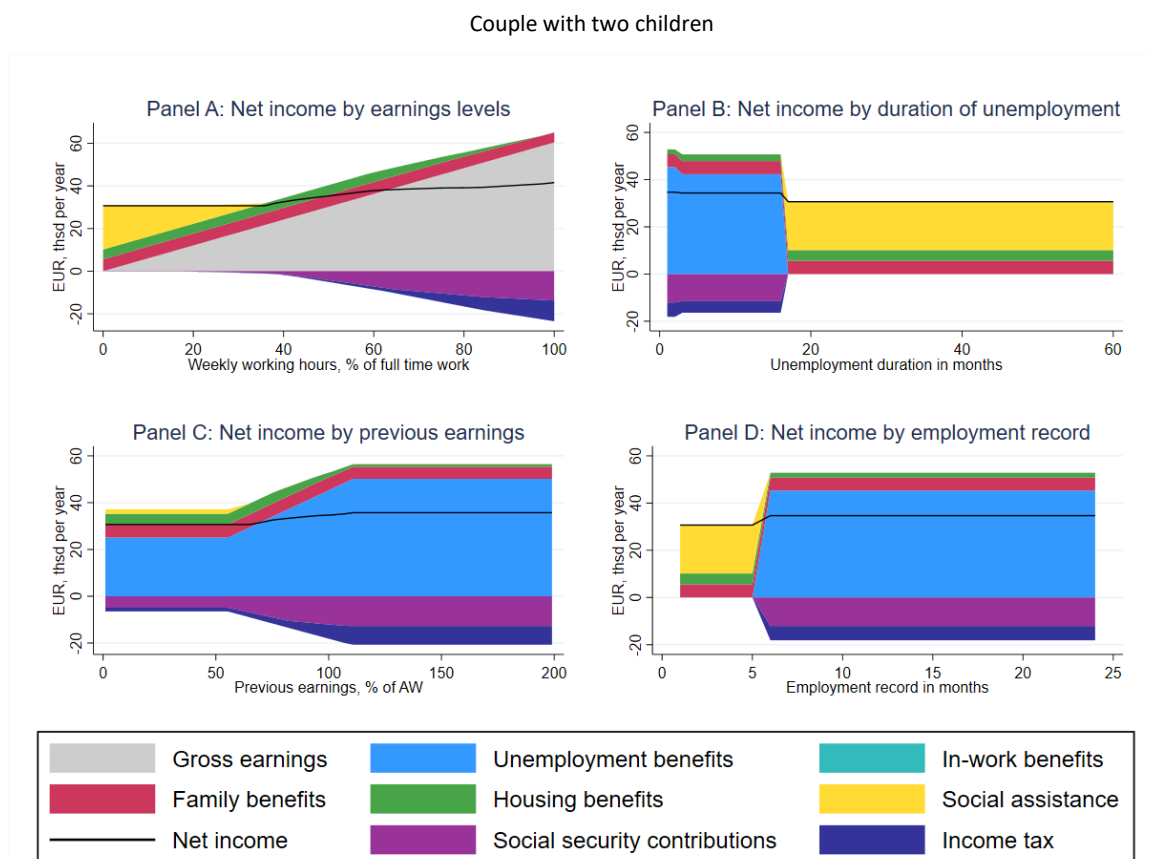 Couple with two children
Panel A: Net income by earnings levels
EUR, thsd per year
60
40
20
0
-20
0 20 40 60 80 100
Weekly working hours, % of full time work
Panel B: Net income by duration of unemployment
EUR, thsd per year
60
40
20
0
-20
0 20 40 60
Unemployment duration in months
Panel C: Net income by previous earnings
EUR, thsd per year
60
40
20
0
-20
0 50 100 150 200
Previous earnings, % of AW
Panel D: Net income by employment record
EUR, thsd per year
60
40
20
0
-20
0 5 10 15 20 25
Employment record in months
Gross earnings Unemployment benefits In-work benefits
Family benefits Housing benefits Social assistance
Net income Social security contributions Income tax